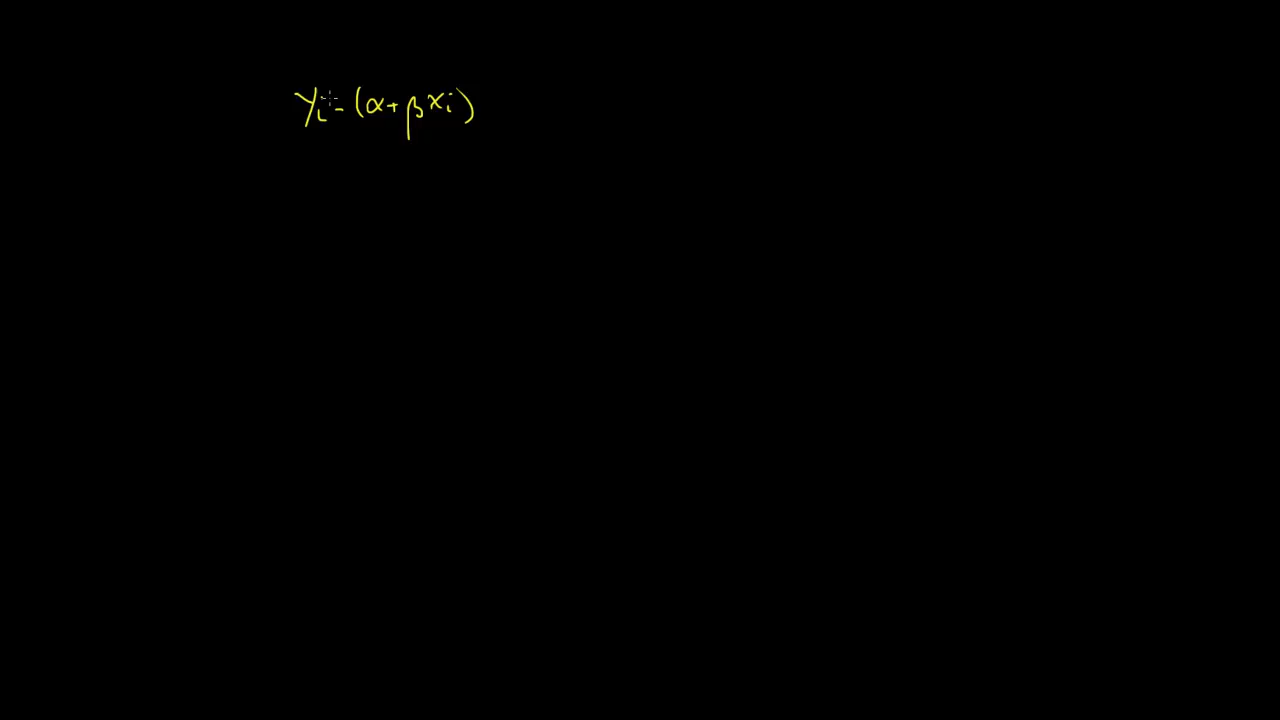 yᵢ - (α + βxᵢ)